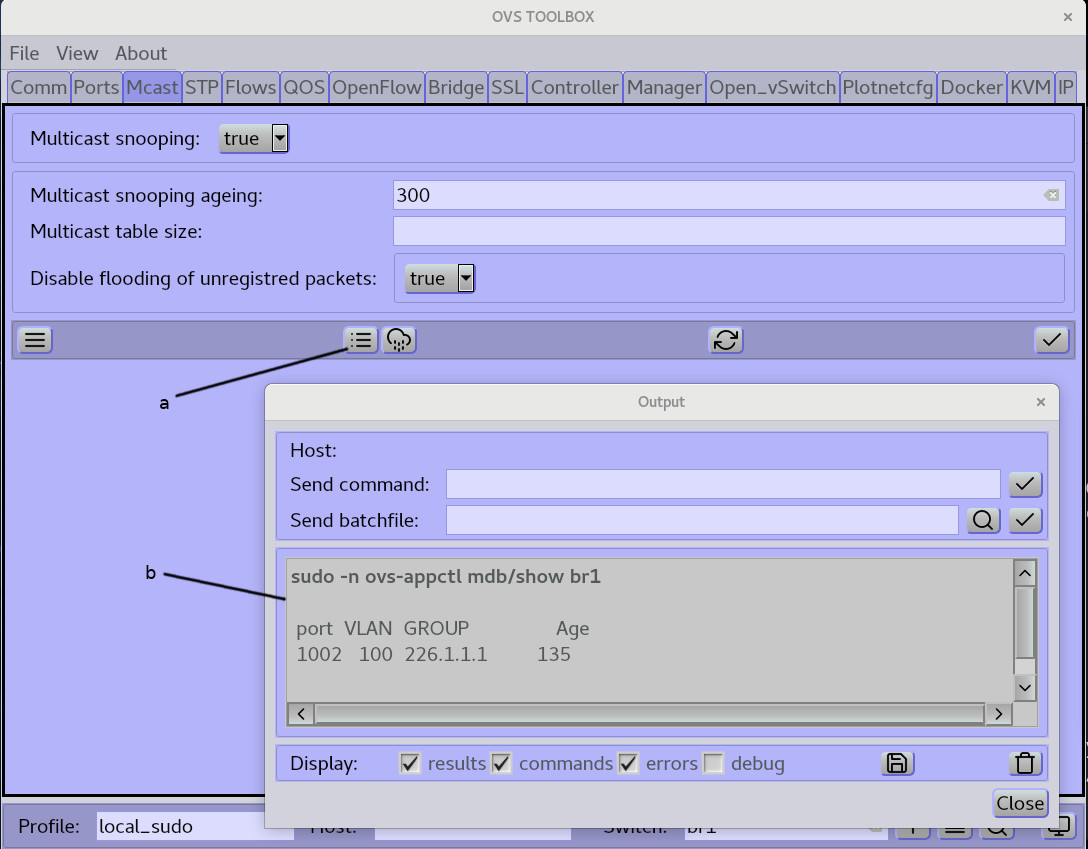 OVS TOOLBOX
File View About
Comm Ports Mcast STP Flows QOS OpenFlow Bridge SSL Controller Manager Open_vSwitch Plotnetcfg Docker KVM IP
Multicast snooping: true
Multicast snooping ageing: 300
Multicast table size:
Disable flooding of unregistred packets: true
a
Output
Host:
Send command:
Send batchfile:
b
sudo -n ovs-appctl mdb/show br1
port VLAN GROUP Age
1002 100 226.1.1.1 135
Display: results commands errors debug
Close
Profile: local_sudo Host: Switch: br1